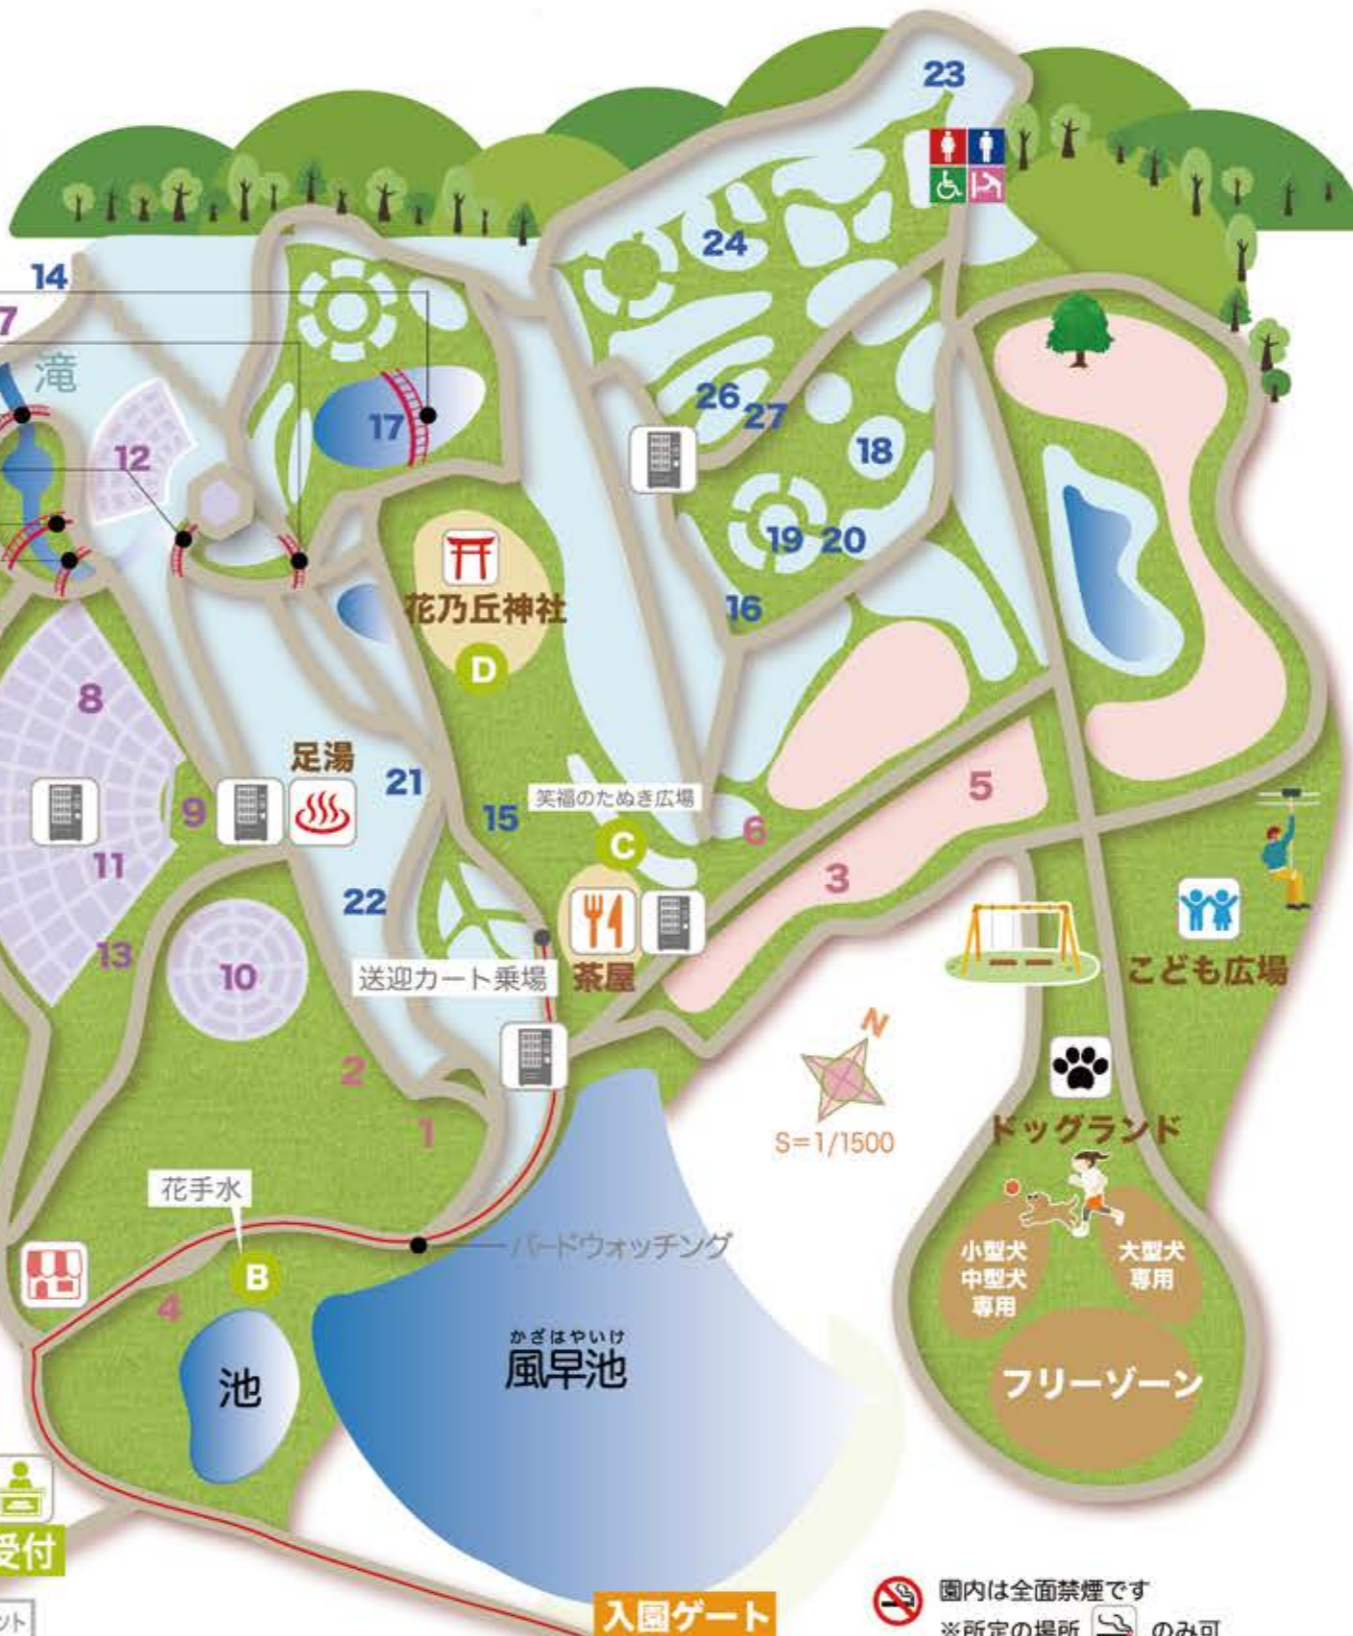 23
24
14
7
滝
17
26
27
12
18
19
20
花乃丘神社
16
D
8
足湯
21
5
笑福のたぬき広場
9
15
6
C
11
3
22
13
10
送迎カート乗場
茶屋
こども広場
N
2
1
S=1/1500
ドッグランド
花手水
バードウォッチング
B
小型犬
中型犬
専用
大型犬
専用
4
かざはやいけ
風早池
池
フリーゾーン
受付
入園ゲート
園内は全面禁煙です
※所定の場所 のみ可
ット